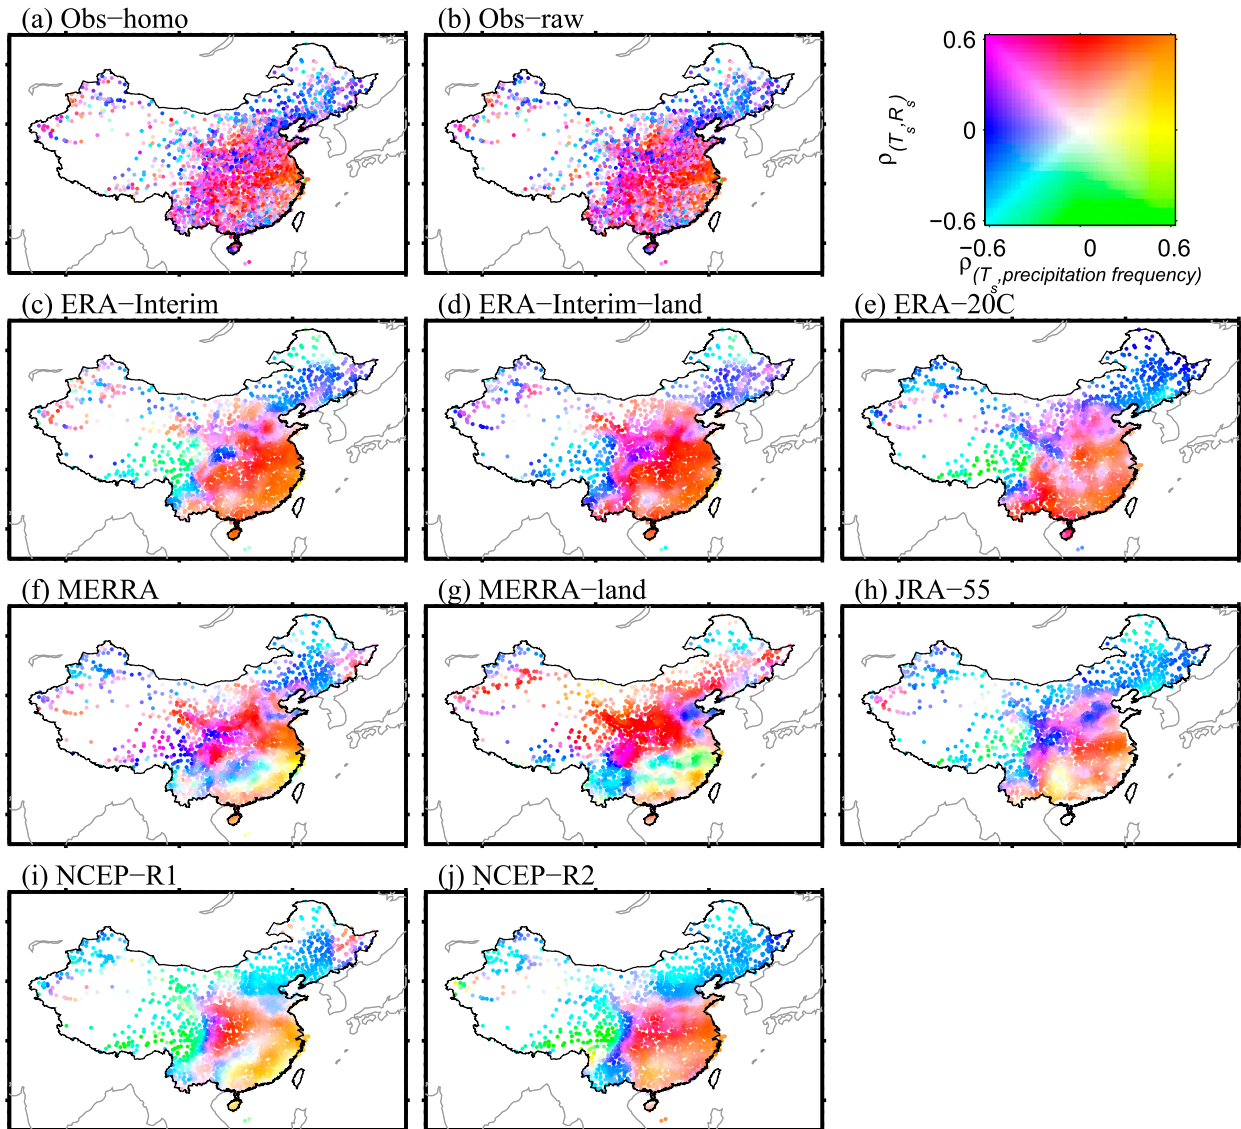 (a) Obs−homo
(b) Obs−raw
0.6
0
−0.6
ρ(Ts,Rs)
−0.6 0 0.6
ρ(Ts,precipitation frequency)
(c) ERA−Interim
(d) ERA−Interim−land
(e) ERA−20C
(f) MERRA
(g) MERRA−land
(h) JRA−55
(i) NCEP−R1
(j) NCEP−R2